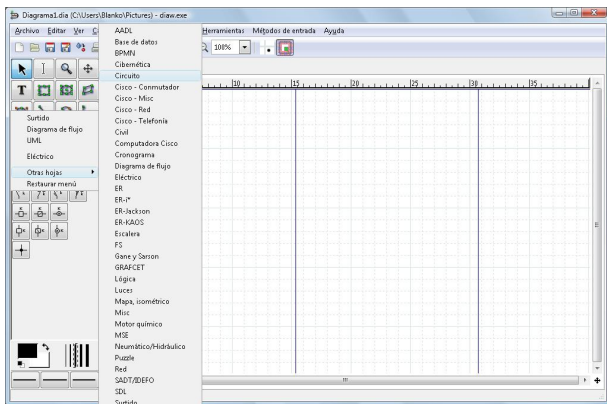 Diagrama1.dia (C:\Users\Blanko\Pictures) - diaw.exe
Archivo Editar Ver Herramientas Métodos de entrada Ayuda
100%
10 15 20 25 30 35
T
Surtido
Diagrama de flujo
UML
Eléctrico
Otras hojas
Restaurar menú
AADL
Base de datos
BPMN
Cibernética
Circuito
Cisco - Conmutador
Cisco - Misc
Cisco - Red
Cisco - Telefonía
Civil
Computadora Cisco
Cronograma
Diagrama de flujo
Eléctrico
ER
ER-i*
ER-Jackson
ER-KAOS
Escalera
FS
Gane y Sarson
GRAFCET
Lógica
Luces
Mapa, isométrico
Misc
Motor químico
MSE
Neumático/Hidráulico
Puzzle
Red
SADT/IDEF0
SDL
Surtido